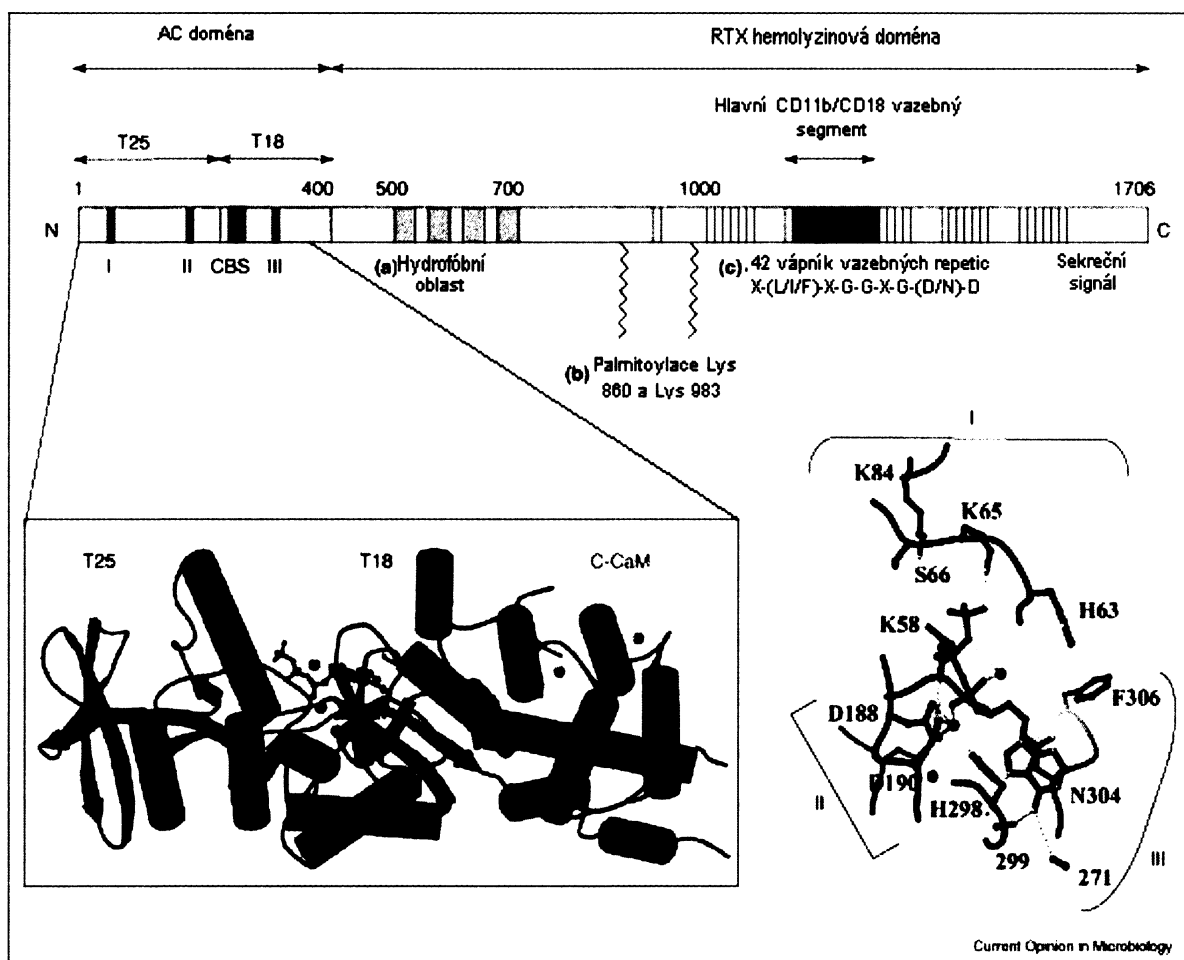 AC doména
RTX hemolyzinová doména
Hlavní CD11b/CD18 vazebný
segment
T25
T18
1
400
500
700
1000
1706
N
C
I
II
CBS
III
(a) Hydrofóbní
oblast
(c). 42 vápník vazebných repetic
X-(L/I/F)-X-G-G-X-G-(D/N)-D
Sekreční
signál
(b) Palmitoylace Lys
860 a Lys 983
T25
T18
C-CaM
I
K84
K65
S66
H63
K58
F306
D188
D190
H298.
N304
II
299
271
III
Current Opinion in Microbiology